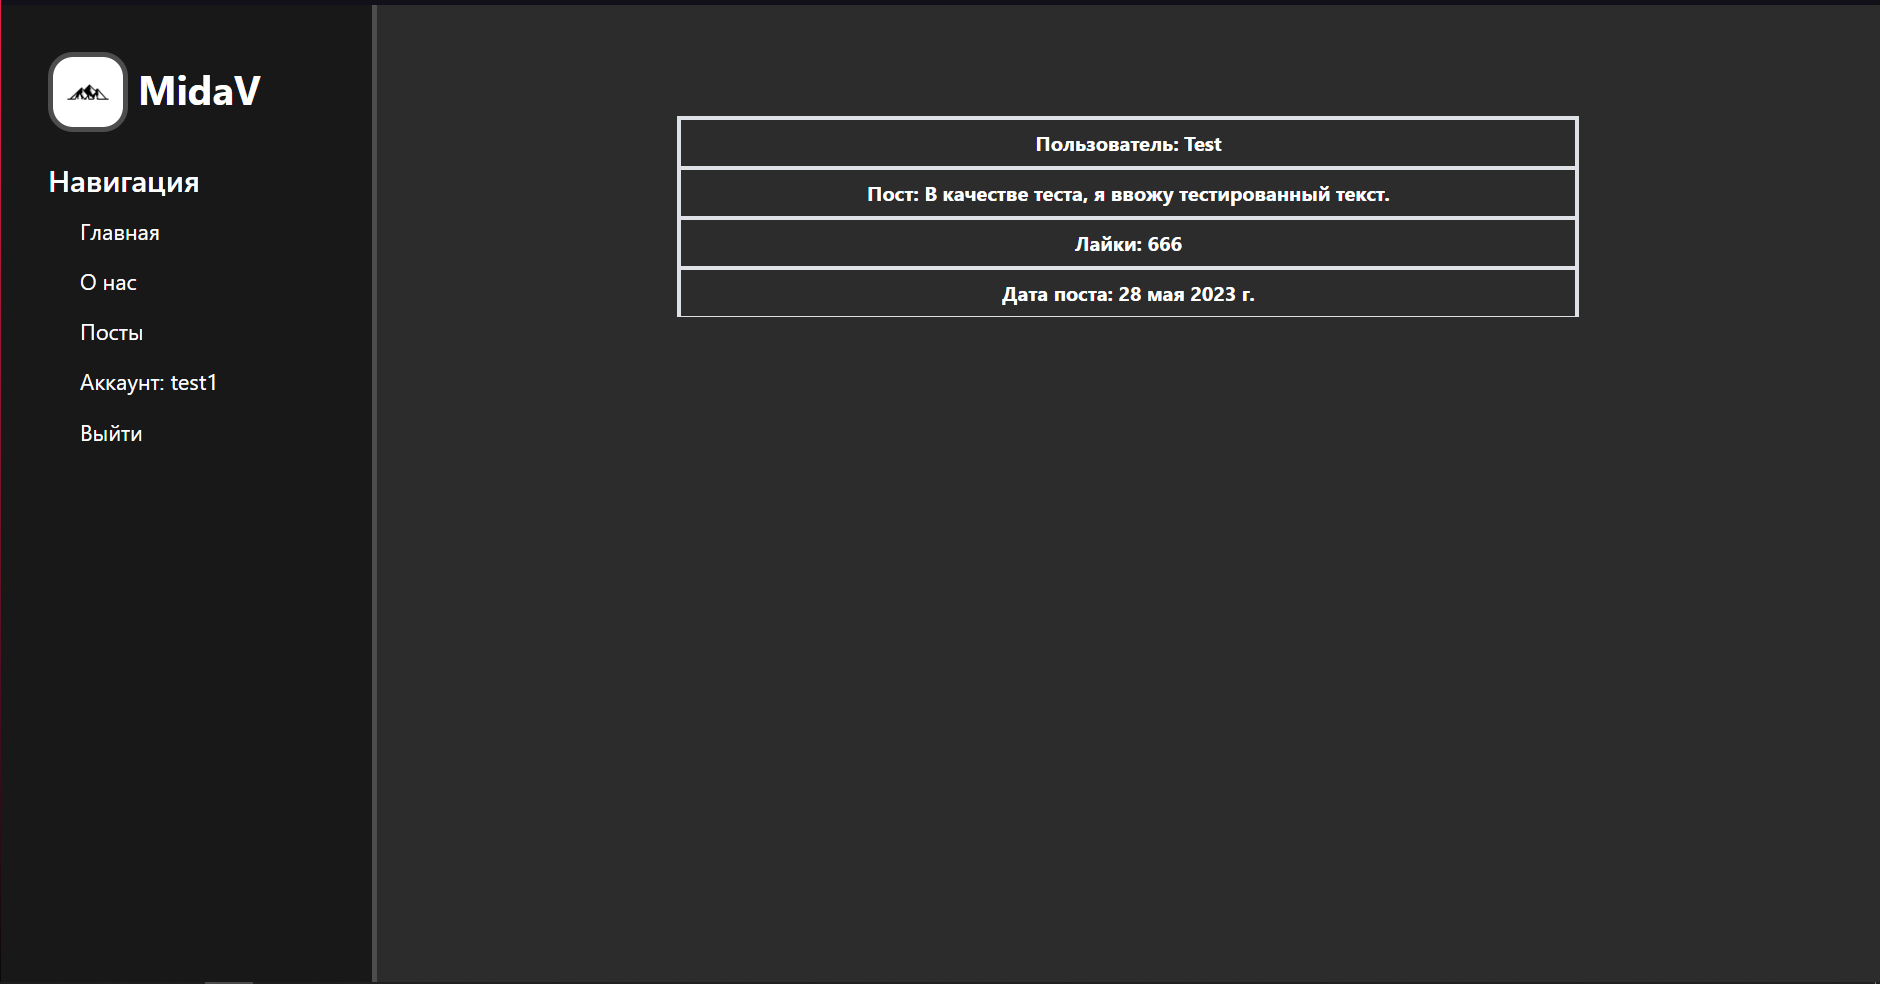 MidaV
Навигация
Главная
О нас
Посты
Аккаунт: test1
Выйти
Пользователь: Test
Пост: В качестве теста, я ввожу тестированный текст.
Лайки: 666
Дата поста: 28 мая 2023 г.